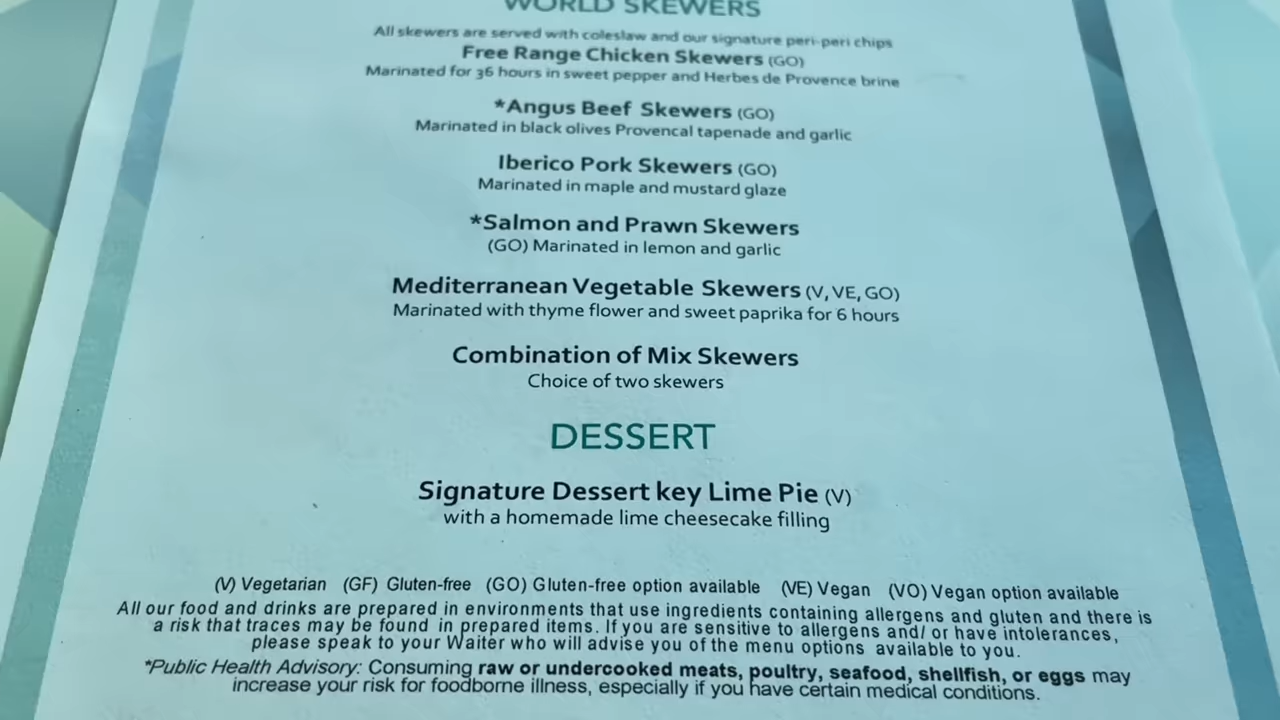 WORLD SKEWERS
All skewers are served with coleslaw and our signature peri-peri chips
Free Range Chicken Skewers (GO)
Marinated for 36 hours in sweet pepper and Herbes de Provence brine
*Angus Beef Skewers (GO)
Marinated in black olives Provencal tapenade and garlic
Iberico Pork Skewers (GO)
Marinated in maple and mustard glaze
*Salmon and Prawn Skewers
(GO) Marinated in lemon and garlic
Mediterranean Vegetable Skewers (V, VE, GO)
Marinated with thyme flower and sweet paprika for 6 hours
Combination of Mix Skewers
Choice of two skewers
DESSERT
Signature Dessert key Lime Pie (V)
with a homemade lime cheesecake filling
(V) Vegetarian (GF) Gluten-free (GO) Gluten-free option available (VE) Vegan (VO) Vegan option available
All our food and drinks are prepared in environments that use ingredients containing allergens and gluten and there is
a risk that traces may be found in prepared items. If you are sensitive to allergens and/ or have intolerances,
please speak to your Waiter who will advise you of the menu options available to you.
*Public Health Advisory: Consuming raw or undercooked meats, poultry, seafood, shellfish, or eggs may
increase your risk for foodborne illness, especially if you have certain medical conditions.